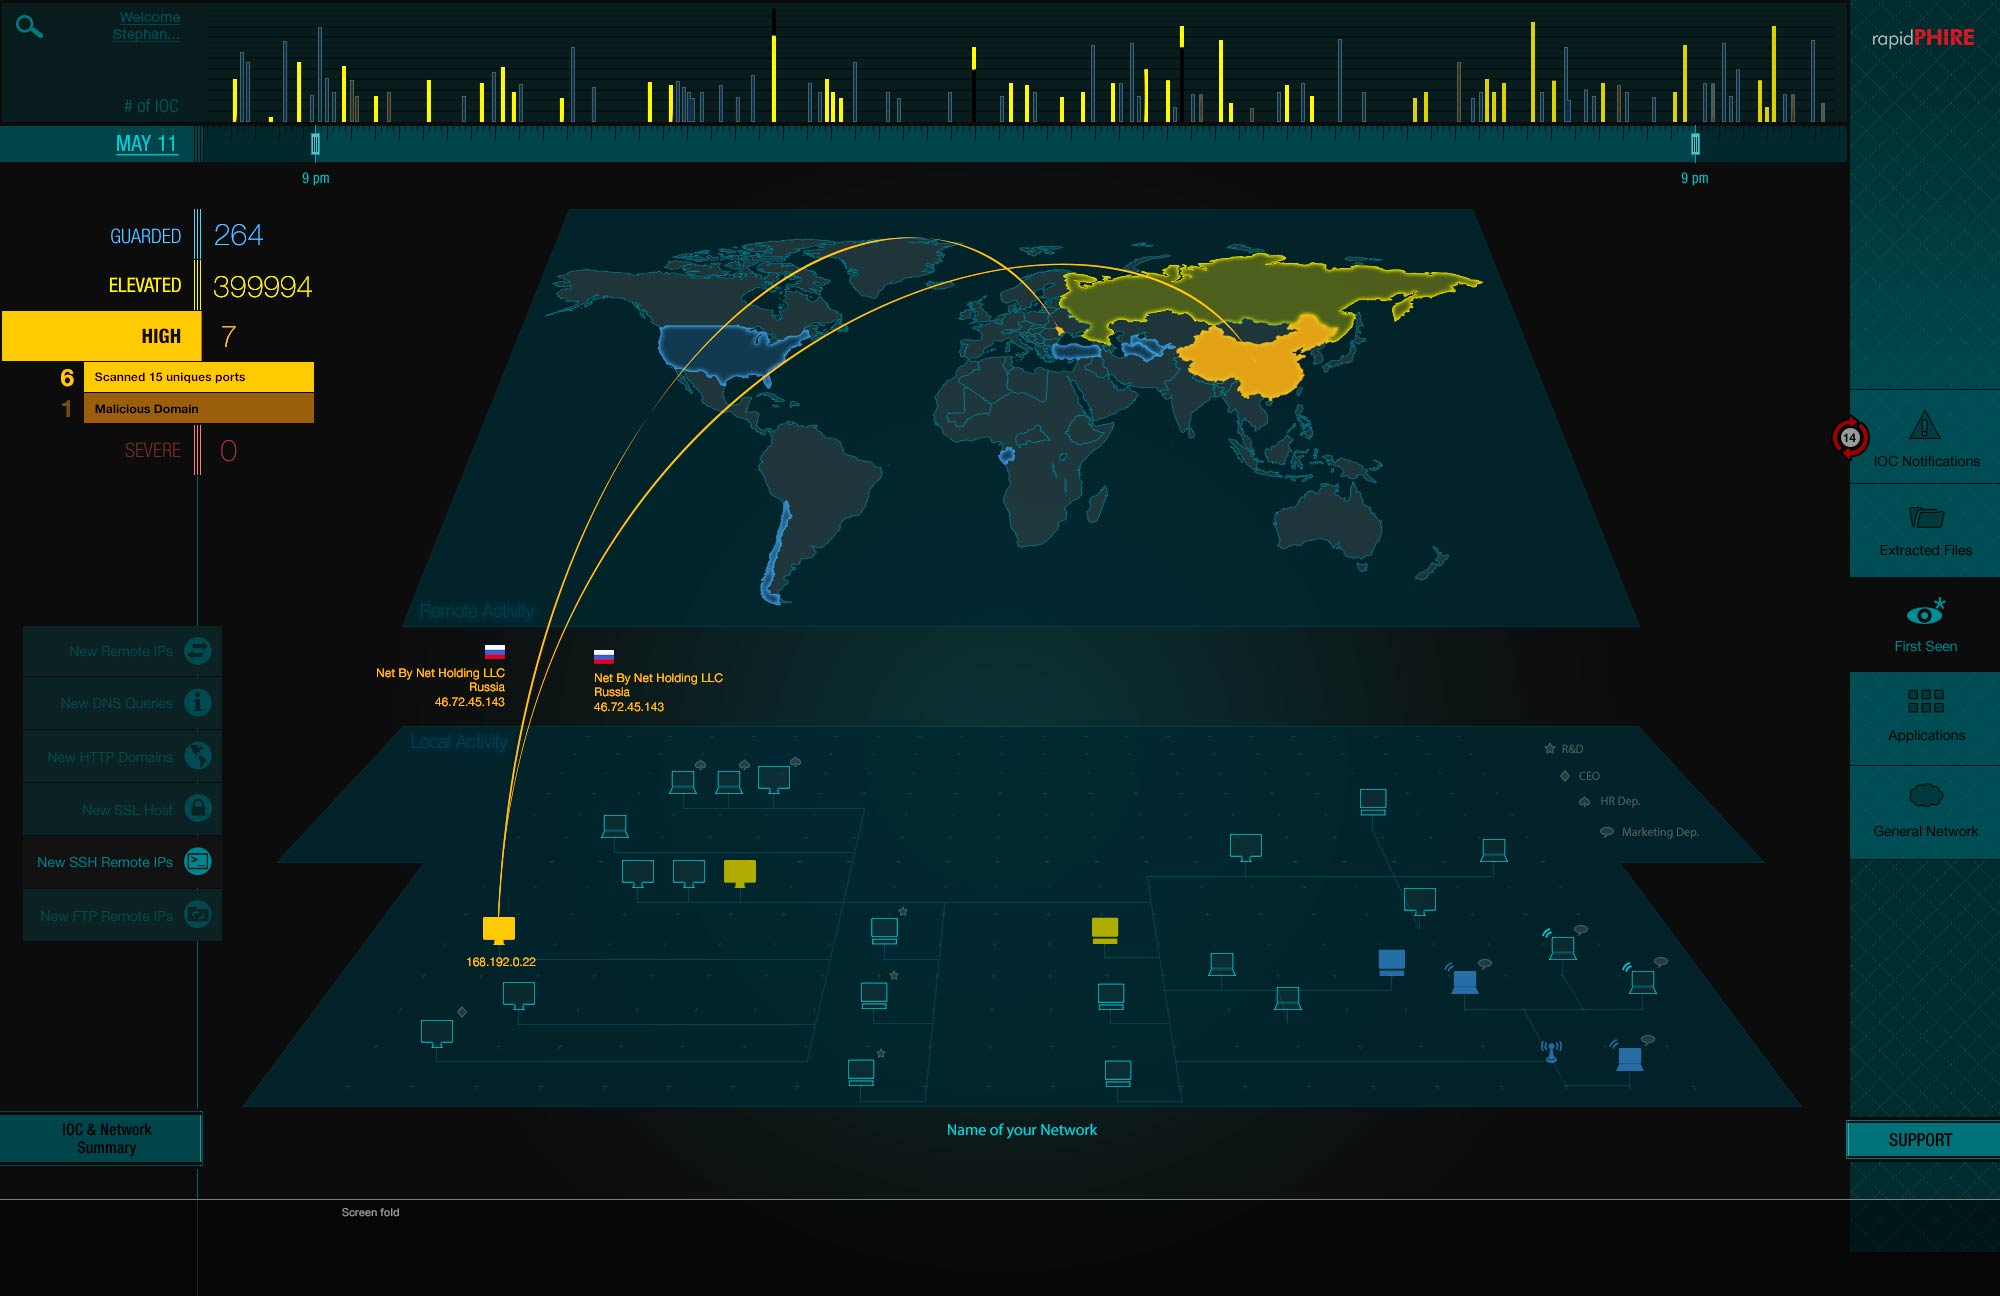 Welcome
Stephan...
# of IOC
rapidPHIRE
MAY 11
9 pm
9 pm
GUARDED 264
ELEVATED 399994
HIGH 7
6 Scanned 15 uniques ports
1 Malicious Domain
SEVERE 0
14
IOC Notifications
Extracted Files
First Seen
Applications
General Network
Remote Activity
Net By Net Holding LLC
Russia
46.72.45.143
Net By Net Holding LLC
Russia
46.72.45.143
New Remote IPs
New DNS Queries
New HTTP Domains
New SSL Host
New SSH Remote IPs
New FTP Remote IPs
Local Activity
R&D
CEO
HR Dep.
Marketing Dep.
168.192.0.22
IOC & Network
Summary
Name of your Network
SUPPORT
Screen fold